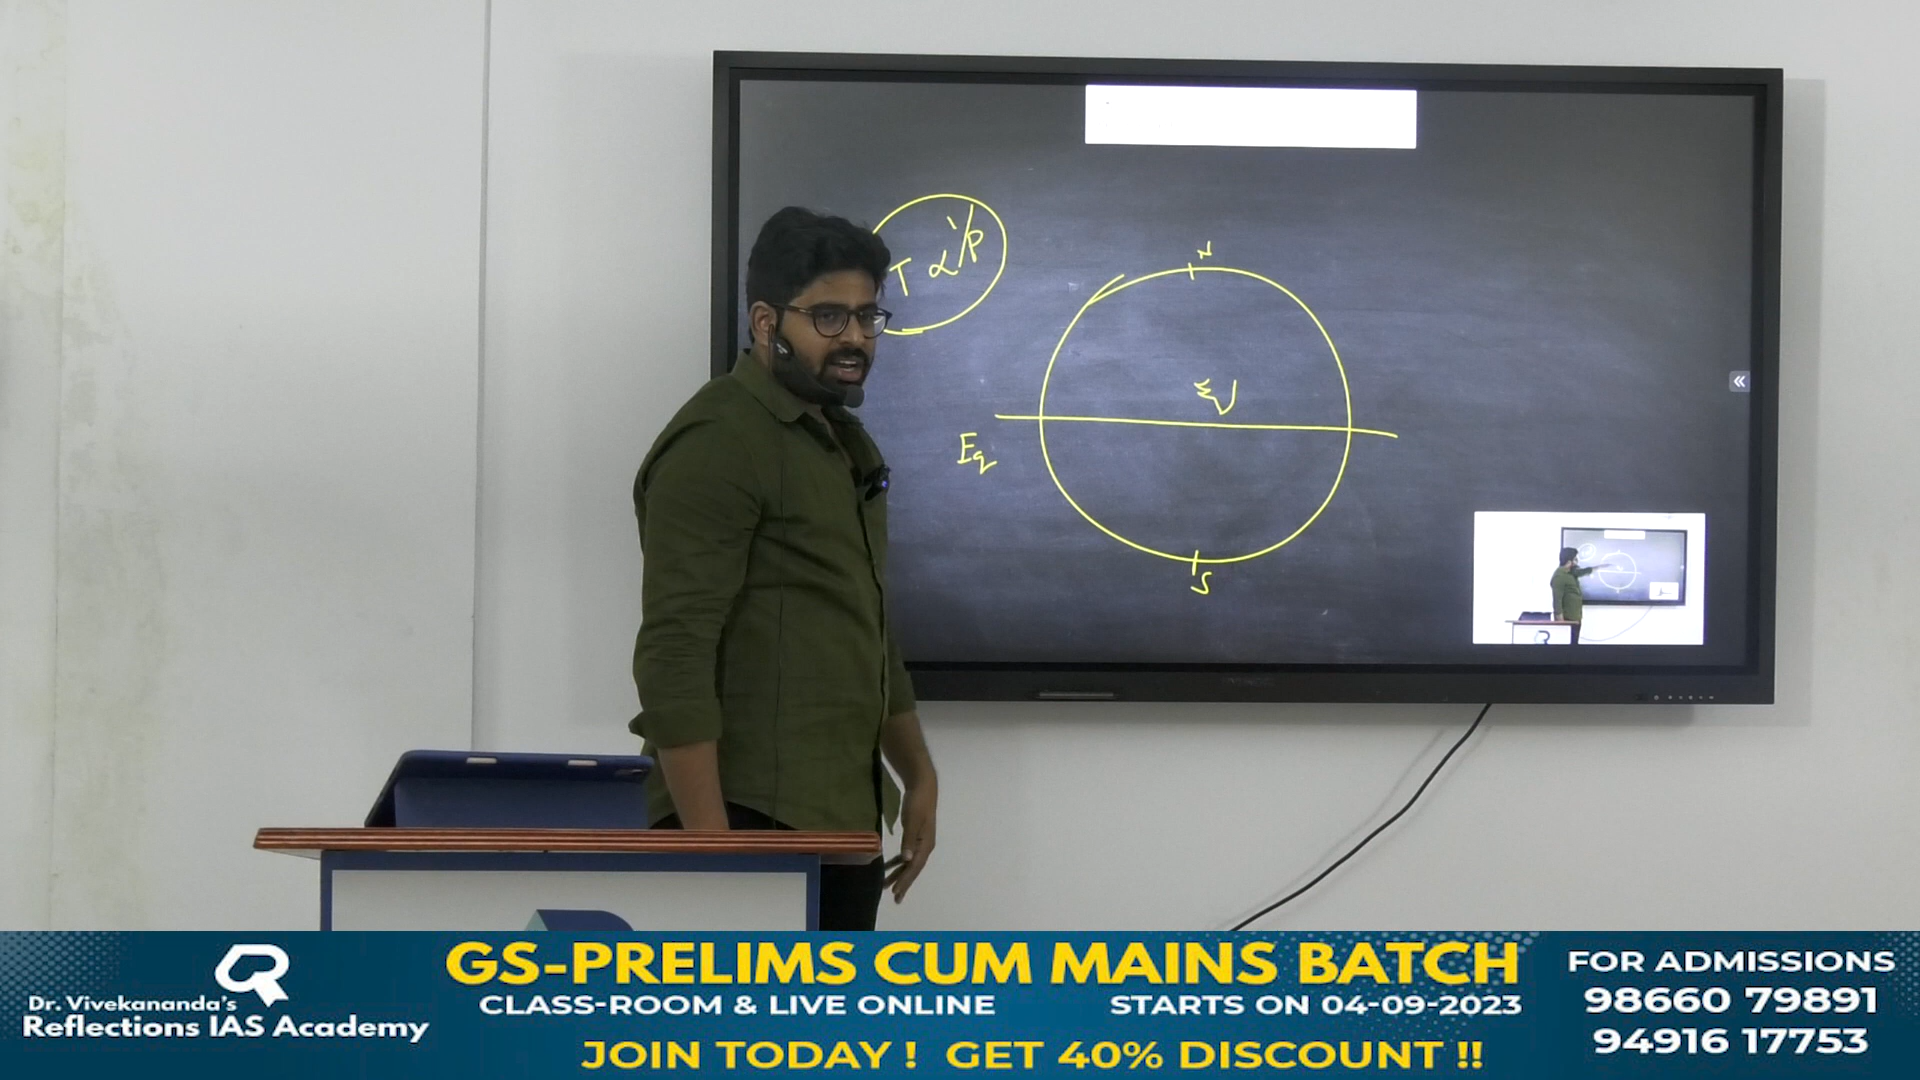 T α 1/P
N
Eq
S
Dr. Vivekananda's
Reflections IAS Academy
GS-PRELIMS CUM MAINS BATCH
CLASS-ROOM & LIVE ONLINE STARTS ON 04-09-2023
JOIN TODAY ! GET 40% DISCOUNT !!
FOR ADMISSIONS
98660 79891
94916 17753